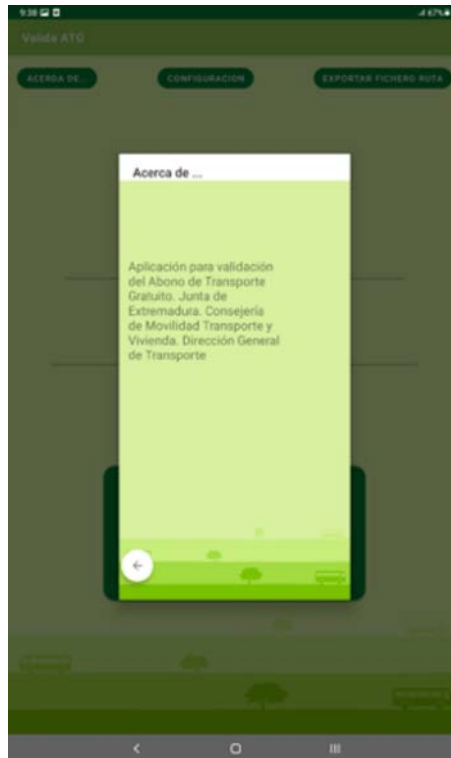 9:38
67%
Valida ATG
ACERDA DE...
CONFIGURACION
EXPORTAR FICHERO RUTA
Acerca de ...
Aplicación para validación
del Abono de Transporte
Gratuito. Junta de
Extremadura. Consejería
de Movilidad Transporte y
Vivienda. Dirección General
de Transporte